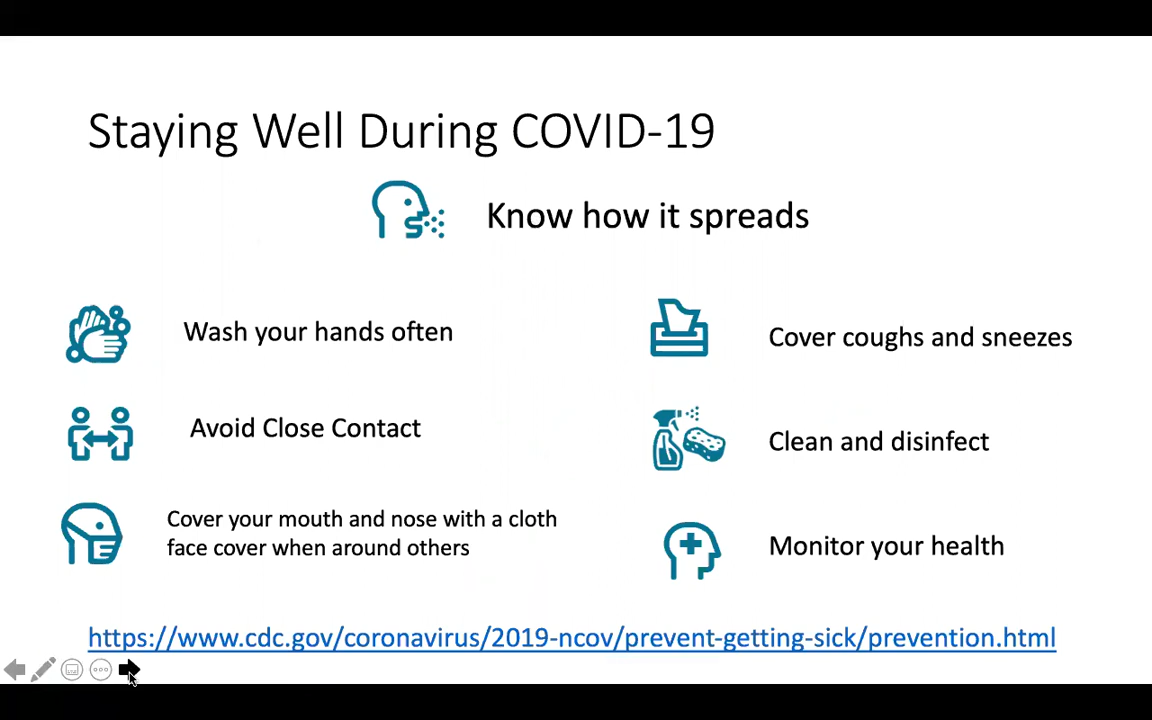 Staying Well During COVID-19
Know how it spreads
Wash your hands often
Cover coughs and sneezes
Avoid Close Contact
Clean and disinfect
Cover your mouth and nose with a cloth
face cover when around others
Monitor your health
https://www.cdc.gov/coronavirus/2019-ncov/prevent-getting-sick/prevention.html